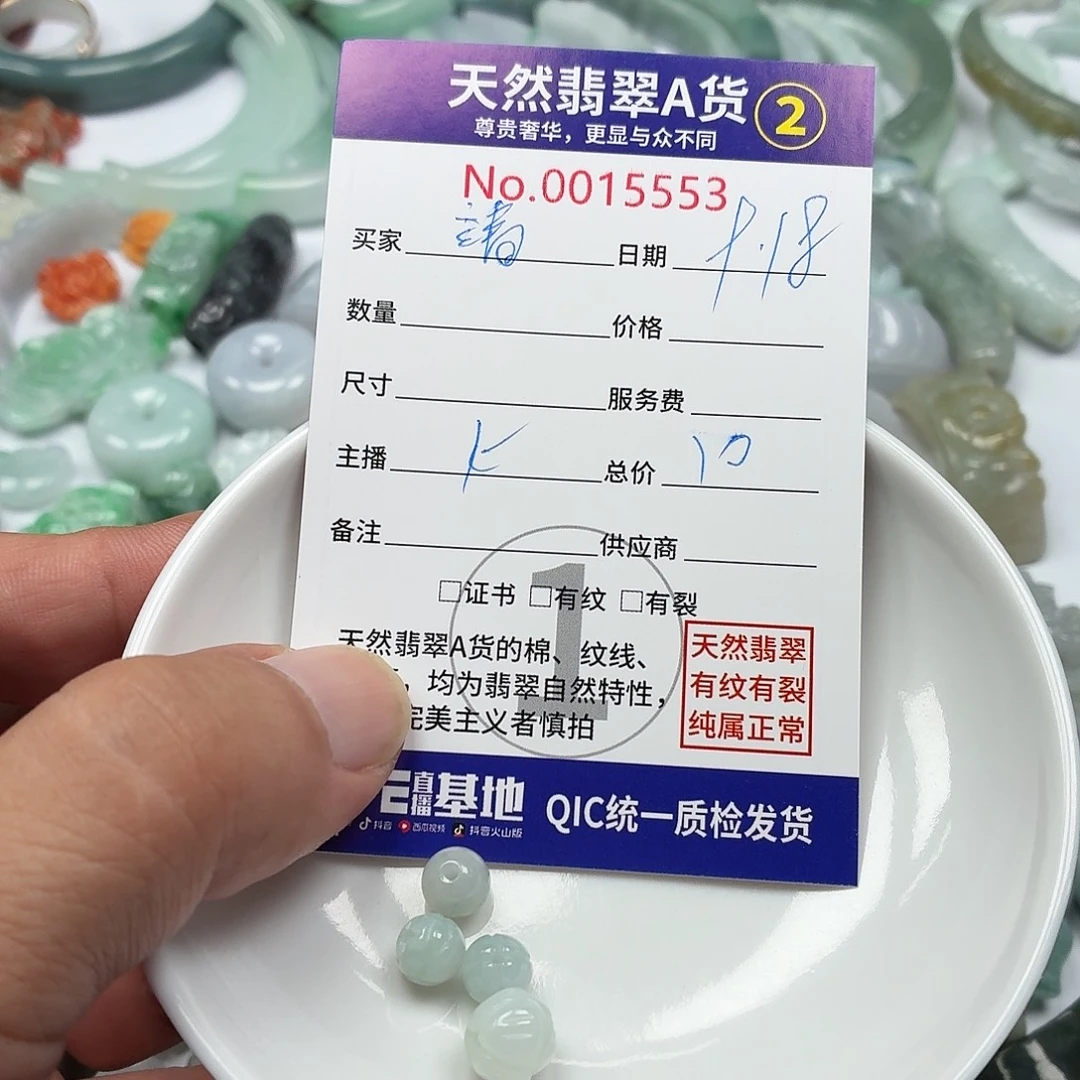 天然翡翠A货 2
尊贵奢华，更显与众不同
No.0015553
买家 日期
数量 价格
尺寸 服务费
主播 总价 10
备注 供应商
1
□证书 □有纹 □有裂
天然翡翠A货的棉、纹线、
，均为翡翠自然特性，
完美主义者慎拍
天然翡翠
有纹有裂
纯属正常
直播基地 QIC统一质检发货
抖音 西瓜视频 抖音火山版